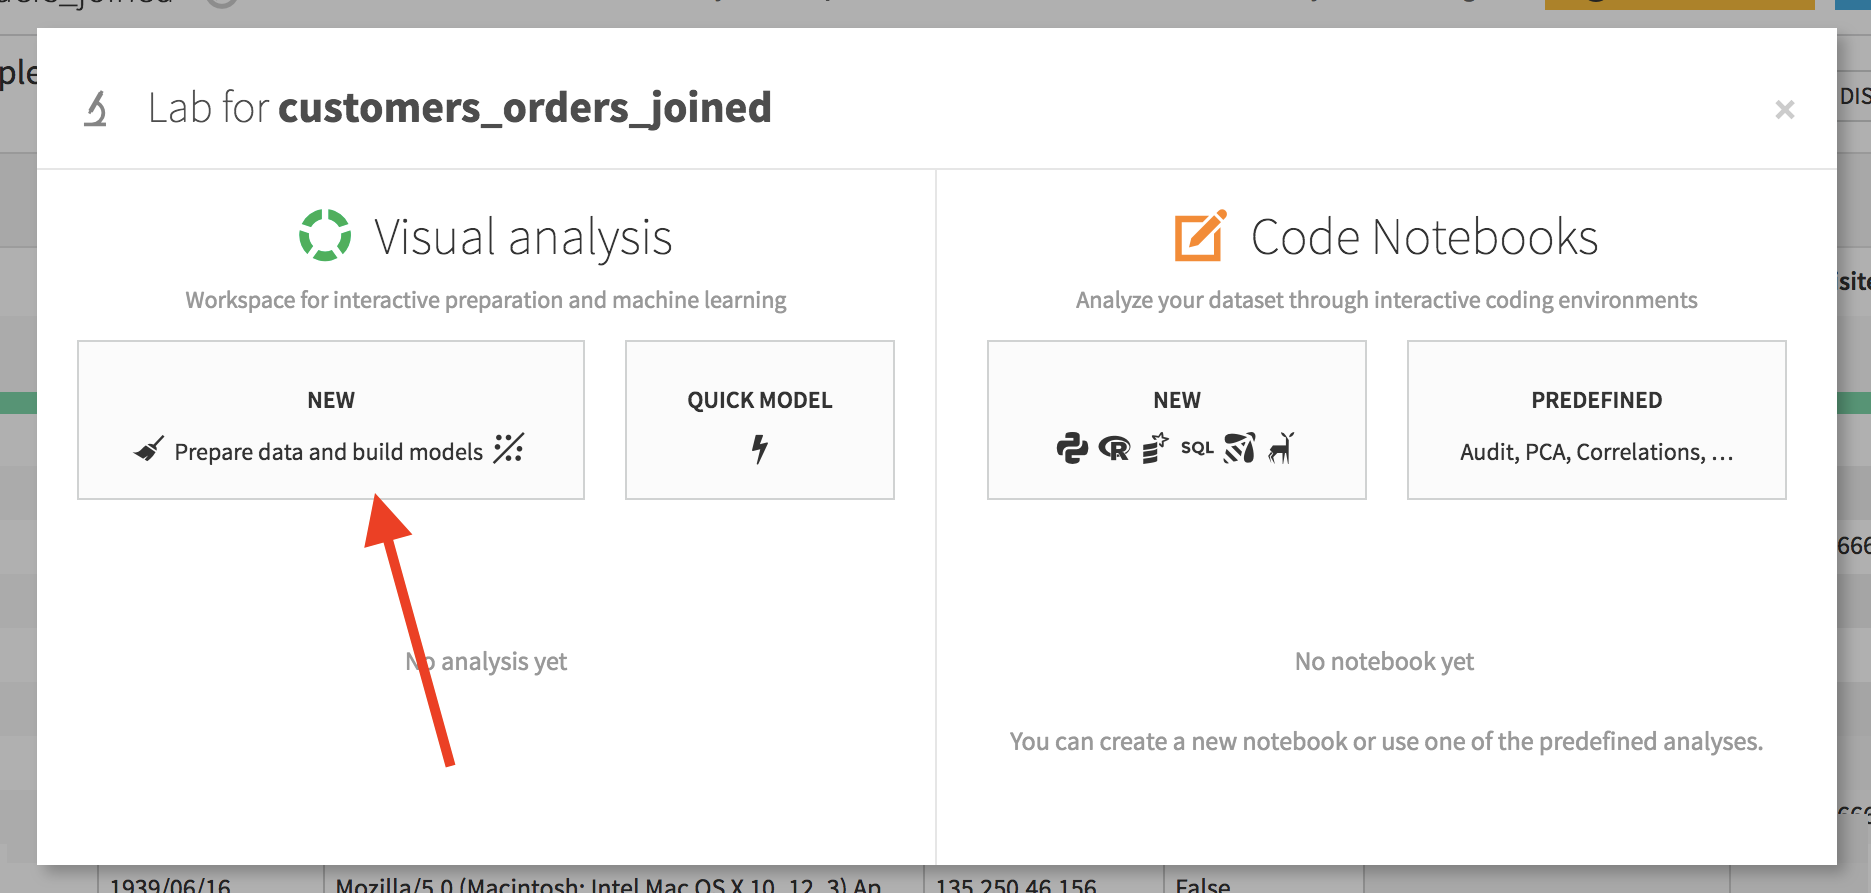 Lab for customers_orders_joined
×
DIS
Visual analysis
Workspace for interactive preparation and machine learning
NEW
Prepare data and build models
QUICK MODEL
No analysis yet
Code Notebooks
Analyze your dataset through interactive coding environments
NEW
R SQL
PREDEFINED
Audit, PCA, Correlations, ...
No notebook yet
You can create a new notebook or use one of the predefined analyses.
site
666
1939/06/16 Mozilla/5.0 (Macintosh; Intel Mac OS X 10_12_3) Ap 135.250.46.156 False